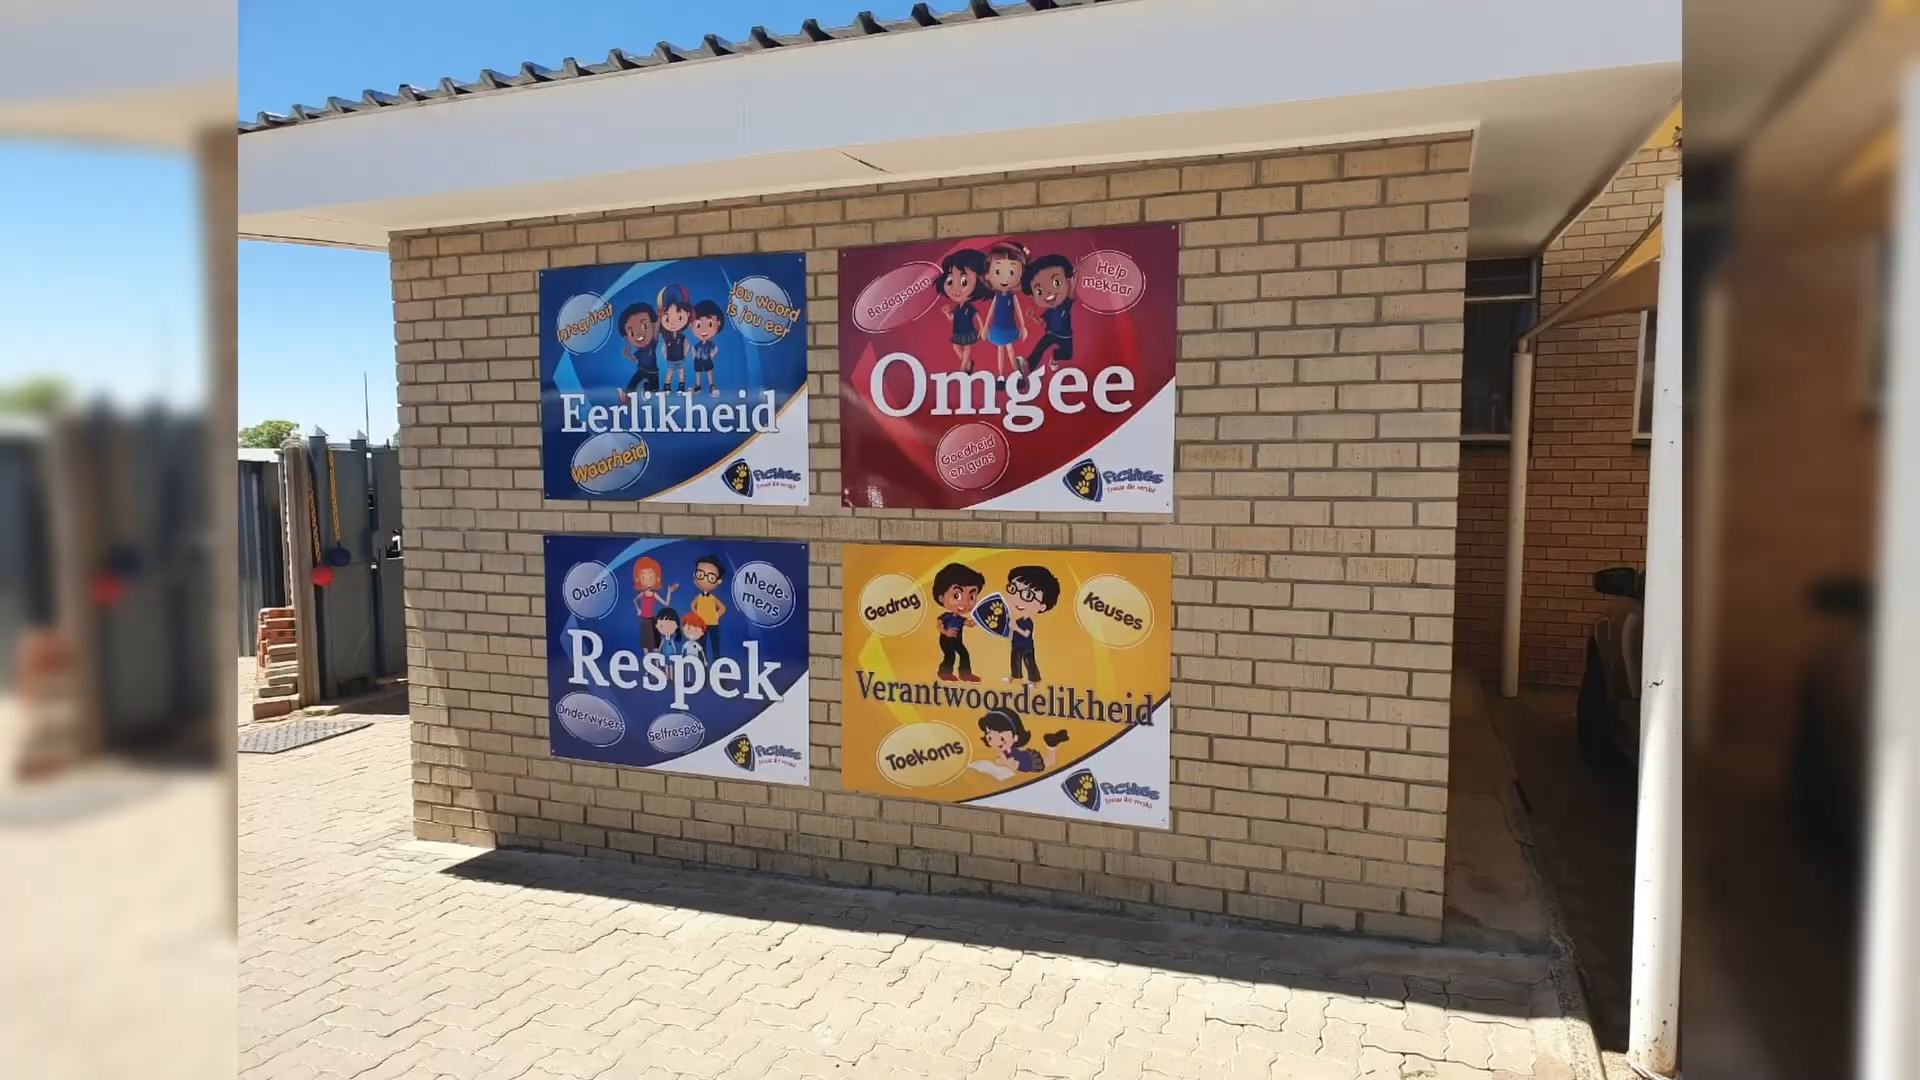 Integriteit
Jou woord
is jou eer
Eerlikheid
Waarheid
Bedagsaam
Help
mekaar
Omgee
Goedheid
en guns
Ouers
Mede-
mens
Respek
Onderwysers
Selfrespek
Gedrag
Keuses
Verantwoordelikheid
Toekoms